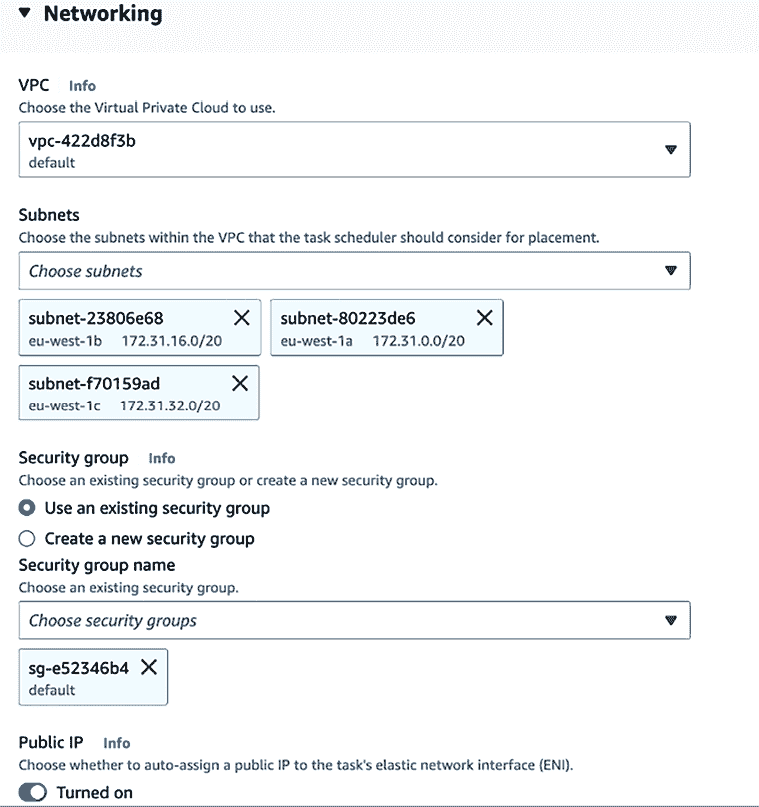 Networking
VPC Info
Choose the Virtual Private Cloud to use.
vpc-422d8f3b
default
Subnets
Choose the subnets within the VPC that the task scheduler should consider for placement.
Choose subnets
subnet-23806e68
eu-west-1b 172.31.16.0/20
subnet-80223de6
eu-west-1a 172.31.0.0/20
subnet-f70159ad
eu-west-1c 172.31.32.0/20
Security group Info
Choose an existing security group or create a new security group.
Use an existing security group
Create a new security group
Security group name
Choose an existing security group.
Choose security groups
sg-e52346b4
default
Public IP Info
Choose whether to auto-assign a public IP to the task's elastic network interface (ENI).
Turned on